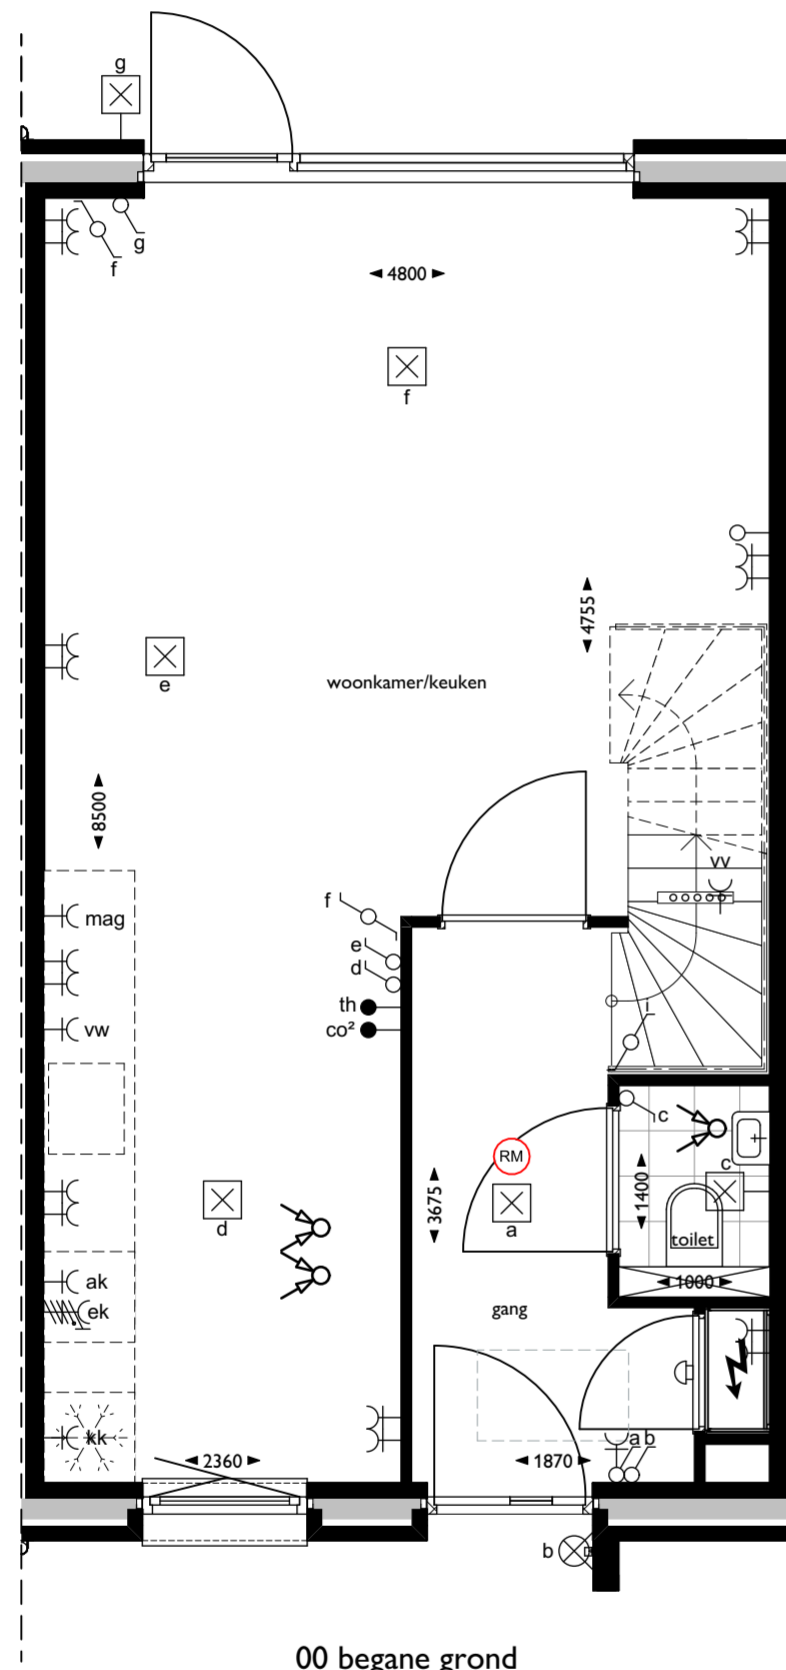 g
g
f
4800
f
4755
e
woonkamer/keuken
8500
vv
mag
f
e
d
th
co²
vw
i
c
RM
c
3675
1400
a
d
toilet
1000
ak
ek
gang
kk
2360
1870
a b
b
00 begane grond